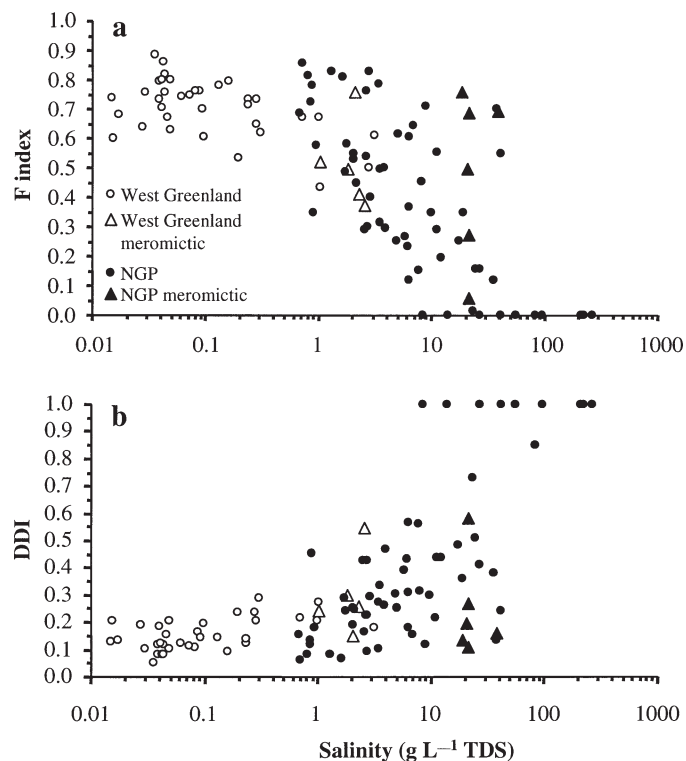 a
1.0
0.9
0.8
0.7
0.6
0.5
0.4
0.3
0.2
0.1
0.0
F index
West Greenland
West Greenland
meromictic
NGP
NGP meromictic
0.01 0.1 1 10 100 1000
b
1.0
0.9
0.8
0.7
0.6
0.5
0.4
0.3
0.2
0.1
0.0
DDI
0.01 0.1 1 10 100 1000
Salinity (g L⁻¹ TDS)